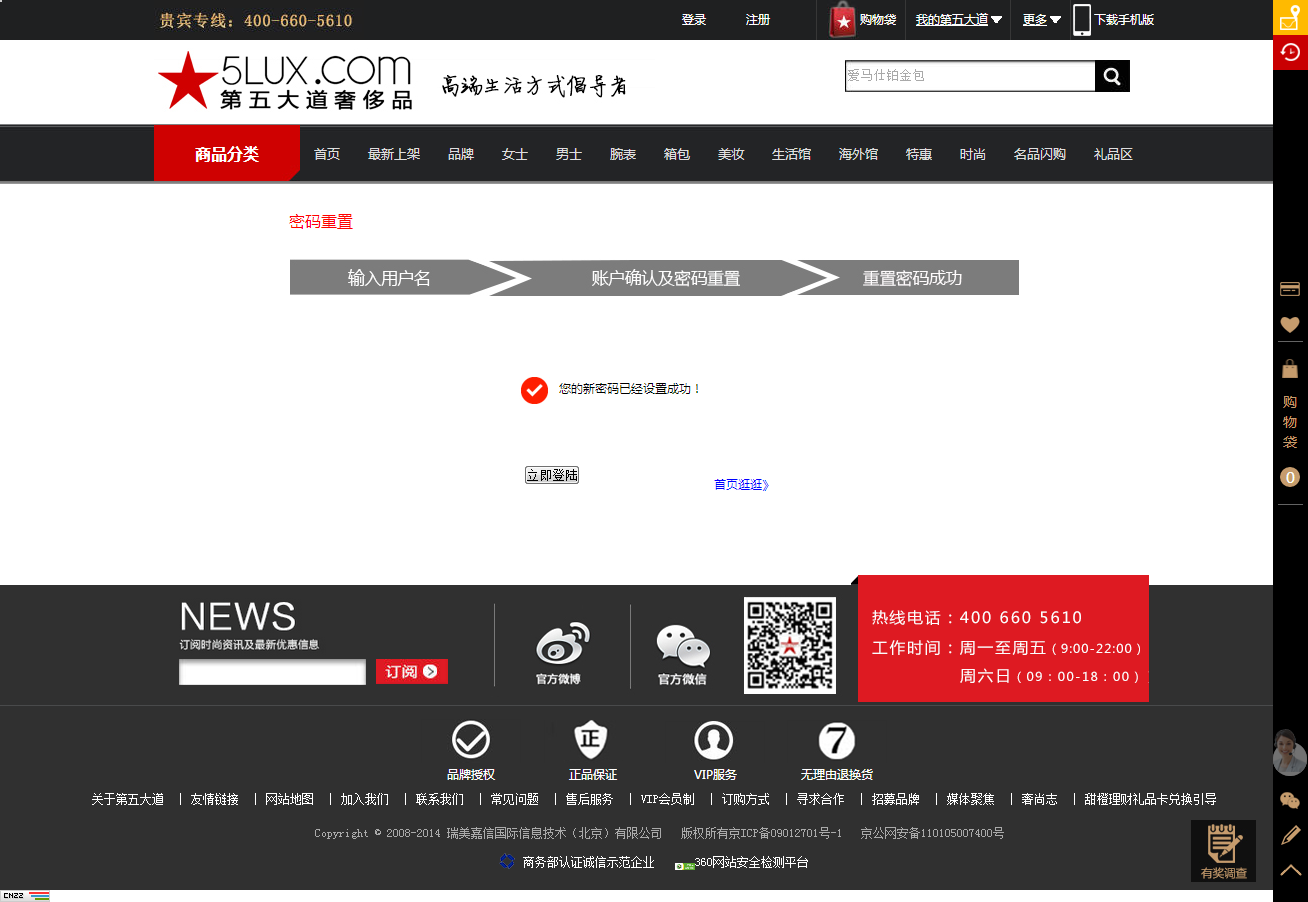 贵宾专线：400-660-5610
登录 注册 购物袋 我的第五大道 更多 下载手机版
5LUX.COM
第五大道奢侈品
高端生活方式倡导者
爱马仕铂金包
商品分类 首页 最新上架 品牌 女士 男士 腕表 箱包 美妆 生活馆 海外馆 特惠 时尚 名品闪购 礼品区
密码重置
输入用户名 账户确认及密码重置 重置密码成功
您的新密码已经设置成功！
立即登陆 首页逛逛》
购物袋
0
NEWS
订阅时尚资讯及最新优惠信息
订阅
官方微博 官方微信
热线电话：400 660 5610
工作时间：周一至周五（9:00-22:00）
周六日（09：00-18：00）
正 7
品牌授权 正品保证 VIP服务 无理由退换货
关于第五大道 | 友情链接 | 网站地图 | 加入我们 | 联系我们 | 常见问题 | 售后服务 | VIP会员制 | 订购方式 | 寻求合作 | 招募品牌 | 媒体聚焦 | 奢尚志 | 甜橙理财礼品卡兑换引导
Copyright © 2008-2014 瑞美嘉信国际信息技术（北京）有限公司 版权所有京ICP备09012701号-1 京公网安备110105007400号
商务部认证诚信示范企业 360网站安全检测平台
有奖调查
CNZZ